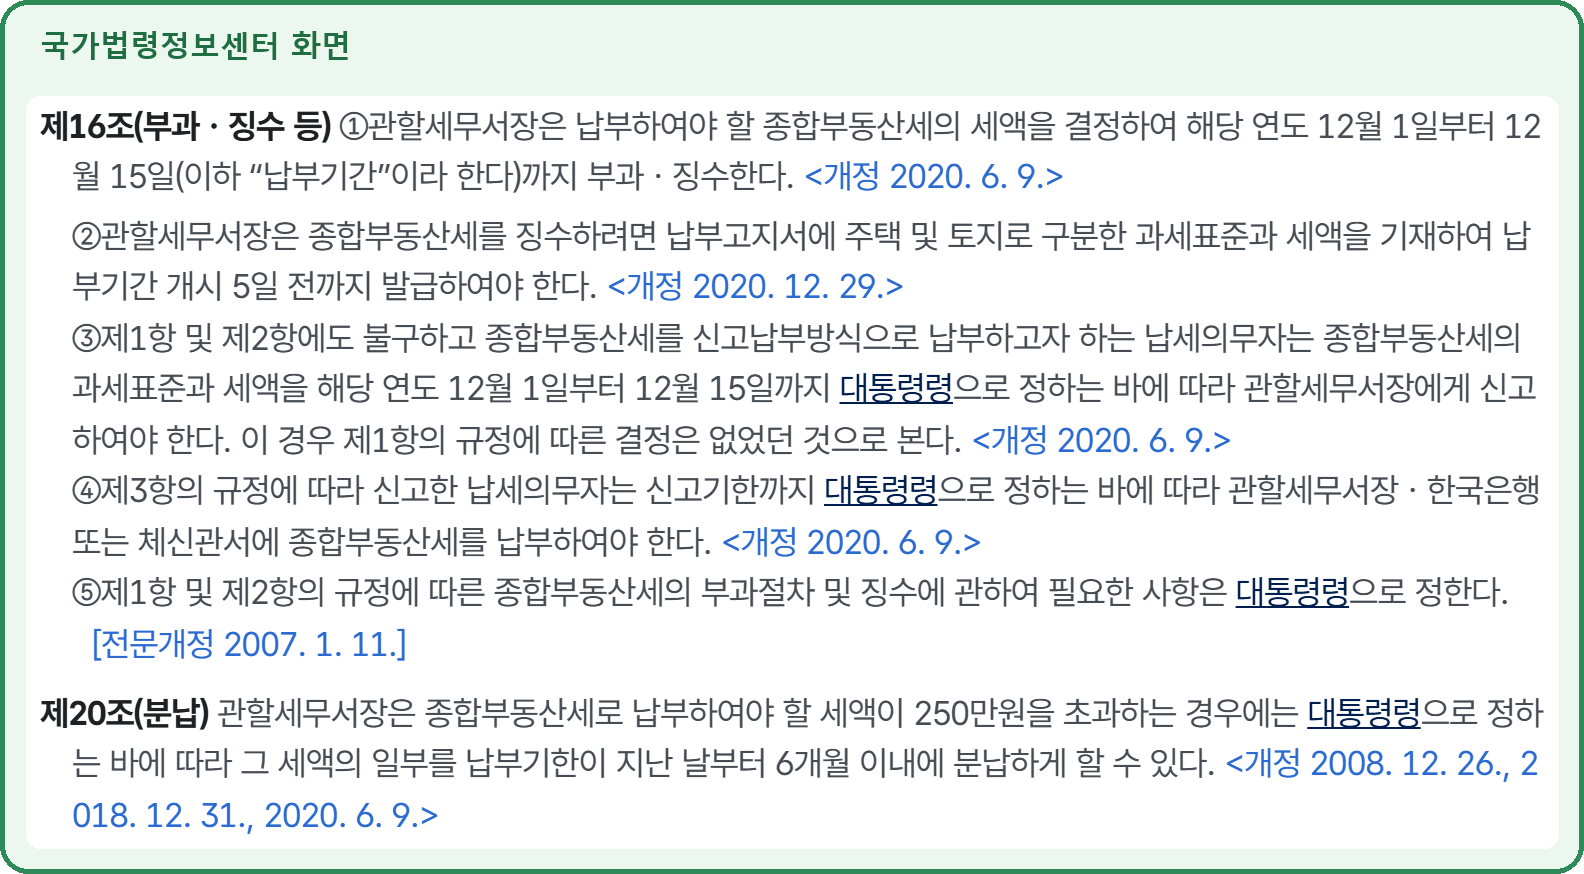 국가법령정보센터 화면
제16조(부과ㆍ징수 등) ①관할세무서장은 납부하여야 할 종합부동산세의 세액을 결정하여 해당 연도 12월 1일부터 12
월 15일(이하 “납부기간”이라 한다)까지 부과ㆍ징수한다. <개정 2020. 6. 9.>
②관할세무서장은 종합부동산세를 징수하려면 납부고지서에 주택 및 토지로 구분한 과세표준과 세액을 기재하여 납
부기간 개시 5일 전까지 발급하여야 한다. <개정 2020. 12. 29.>
③제1항 및 제2항에도 불구하고 종합부동산세를 신고납부방식으로 납부하고자 하는 납세의무자는 종합부동산세의
과세표준과 세액을 해당 연도 12월 1일부터 12월 15일까지 대통령령으로 정하는 바에 따라 관할세무서장에게 신고
하여야 한다. 이 경우 제1항의 규정에 따른 결정은 없었던 것으로 본다. <개정 2020. 6. 9.>
④제3항의 규정에 따라 신고한 납세의무자는 신고기한까지 대통령령으로 정하는 바에 따라 관할세무서장ㆍ한국은행
또는 체신관서에 종합부동산세를 납부하여야 한다. <개정 2020. 6. 9.>
⑤제1항 및 제2항의 규정에 따른 종합부동산세의 부과절차 및 징수에 관하여 필요한 사항은 대통령령으로 정한다.
[전문개정 2007. 1. 11.]
제20조(분납) 관할세무서장은 종합부동산세로 납부하여야 할 세액이 250만원을 초과하는 경우에는 대통령령으로 정하
는 바에 따라 그 세액의 일부를 납부기한이 지난 날부터 6개월 이내에 분납하게 할 수 있다. <개정 2008. 12. 26., 2
018. 12. 31., 2020. 6. 9.>